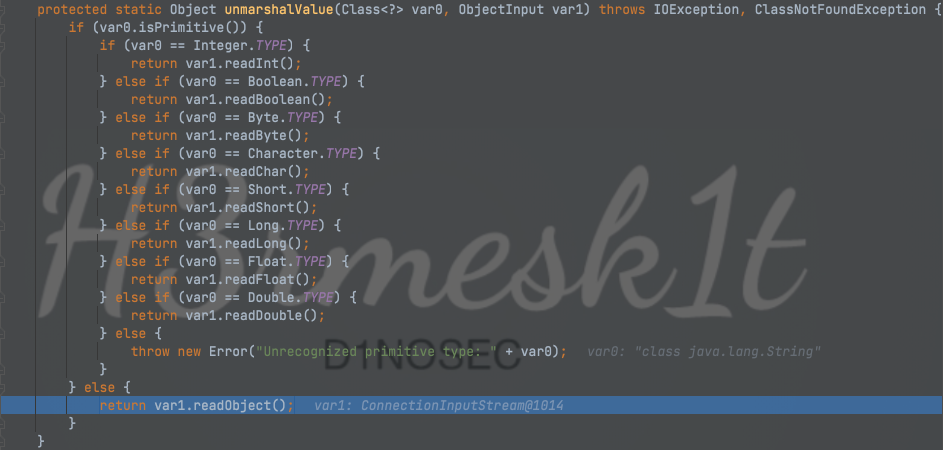 protected static Object unmarshalValue(Class<?> var0, ObjectInput var1) throws IOException, ClassNotFoundException {
    if (var0.isPrimitive()) {
        if (var0 == Integer.TYPE) {
            return var1.readInt();
        } else if (var0 == Boolean.TYPE) {
            return var1.readBoolean();
        } else if (var0 == Byte.TYPE) {
            return var1.readByte();
        } else if (var0 == Character.TYPE) {
            return var1.readChar();
        } else if (var0 == Short.TYPE) {
            return var1.readShort();
        } else if (var0 == Long.TYPE) {
            return var1.readLong();
        } else if (var0 == Float.TYPE) {
            return var1.readFloat();
        } else if (var0 == Double.TYPE) {
            return var1.readDouble();
        } else {
            throw new Error("Unrecognized primitive type: " + var0);   var0: "class java.lang.String"
        }
    } else {
        return var1.readObject();   var1: ConnectionInputStream@1014
    }
}
H3rmesk1t
D1NOSEC